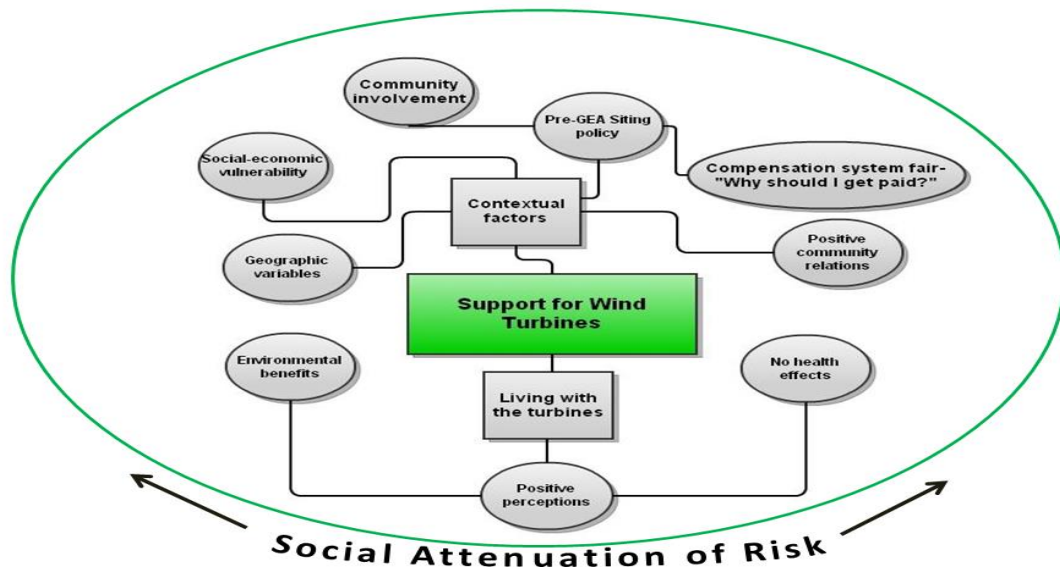 Community
involvement
Pre-GEA Siting
policy
Social-economic
vulnerability
Compensation system fair-
"Why should I get paid?"
Contextual
factors
Positive
community
relations
Geographic
variables
Support for Wind
Turbines
Environmental
benefits
No health
effects
Living with
the turbines
Positive
perceptions
Social Attenuation of Risk